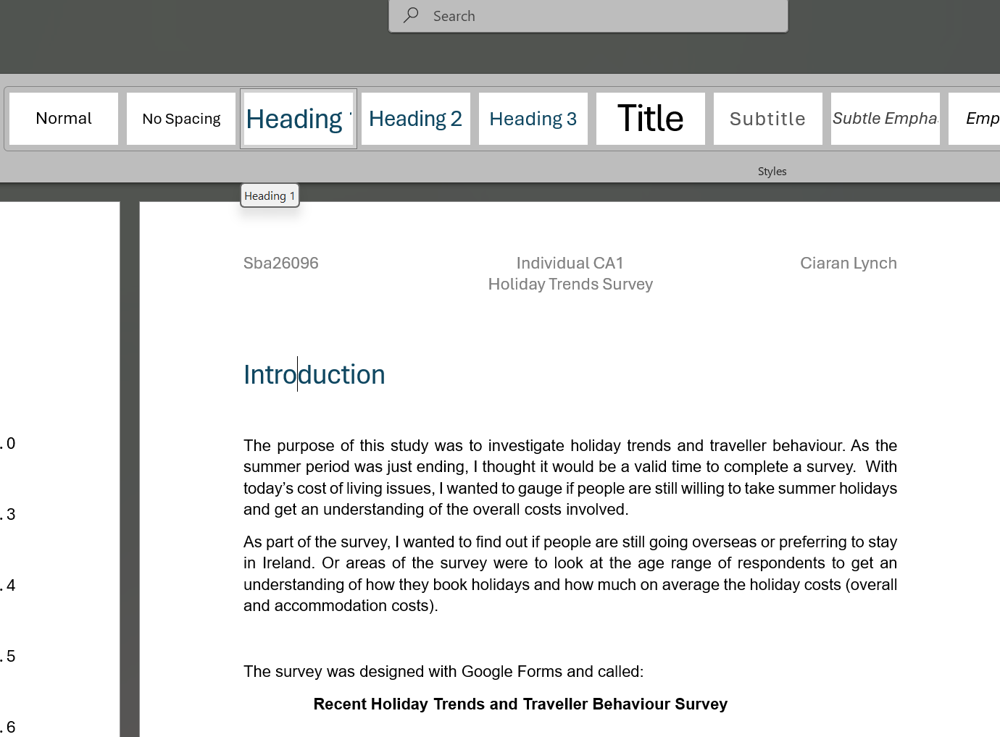 Search
Normal
No Spacing
Heading 1
Heading 2
Heading 3
Title
Subtitle
Subtle Empha
Emp
Styles
Heading 1
Sba26096
Individual CA1
Ciaran Lynch
Holiday Trends Survey
Introduction
. 0
The purpose of this study was to investigate holiday trends and traveller behaviour. As the
summer period was just ending, I thought it would be a valid time to complete a survey.  With
today’s cost of living issues, I wanted to gauge if people are still willing to take summer holidays
and get an understanding of the overall costs involved.
. 3
As part of the survey, I wanted to find out if people are still going overseas or preferring to stay
in Ireland. Or areas of the survey were to look at the age range of respondents to get an
understanding of how they book holidays and how much on average the holiday costs (overall
and accommodation costs).
. 4
. 5
The survey was designed with Google Forms and called:
Recent Holiday Trends and Traveller Behaviour Survey
. 6